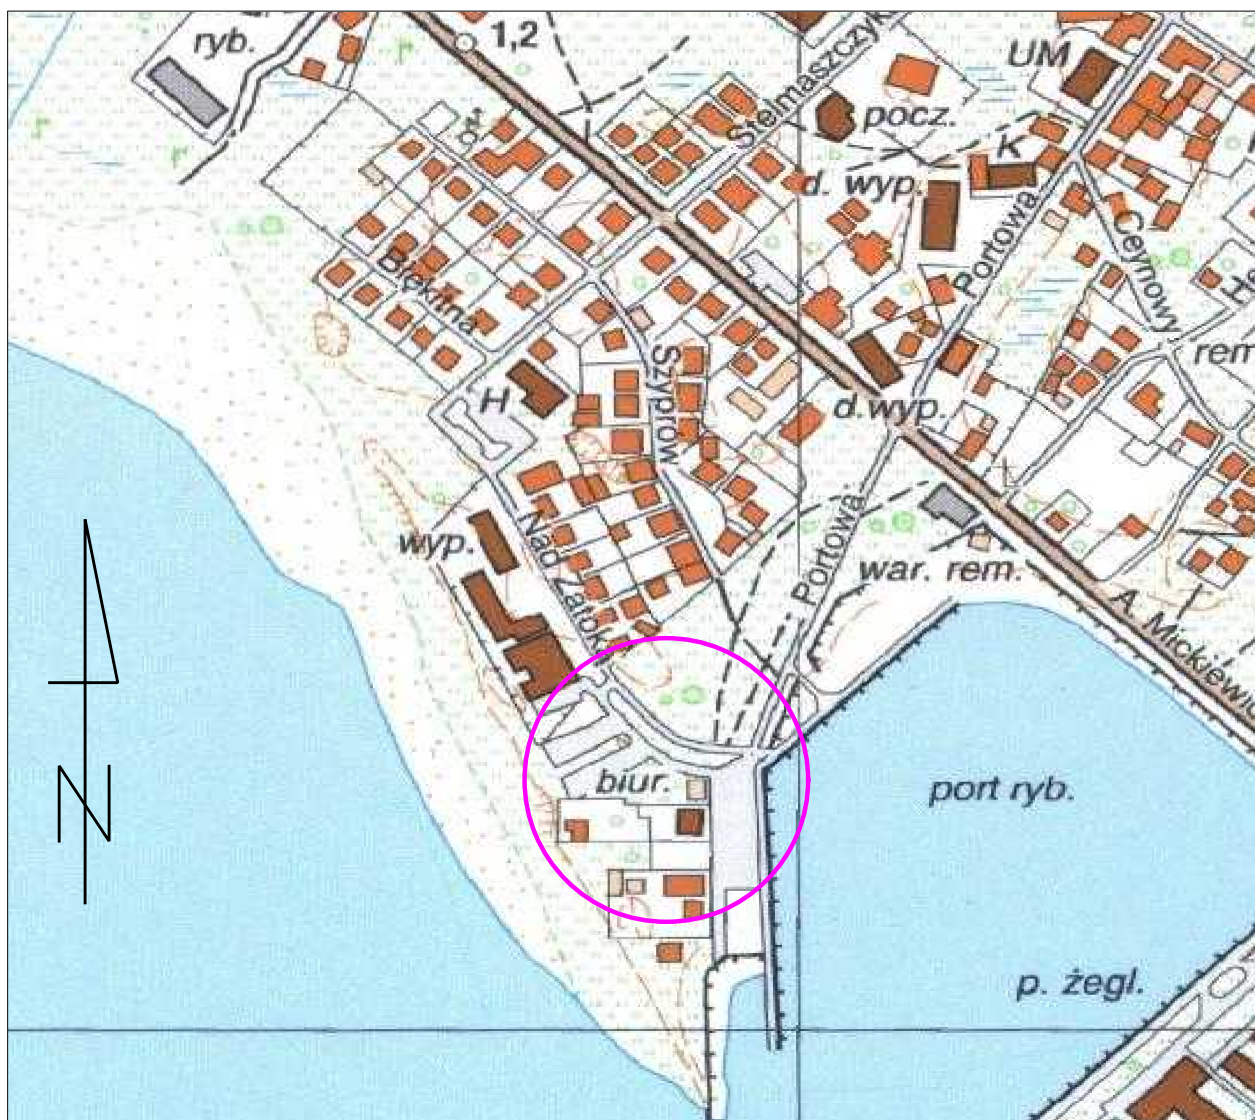 ryb.
1,2
Stelmaszczyka
UM
pocz.
K
d. wyp.
Portowa
Ceynowy
Błękitna
Szyprów
H
d.wyp.
rem
wyp.
Nad Zatoką
Portowa
war. rem.
A. Mickiewic
biur.
port ryb.
p. żegl.
N